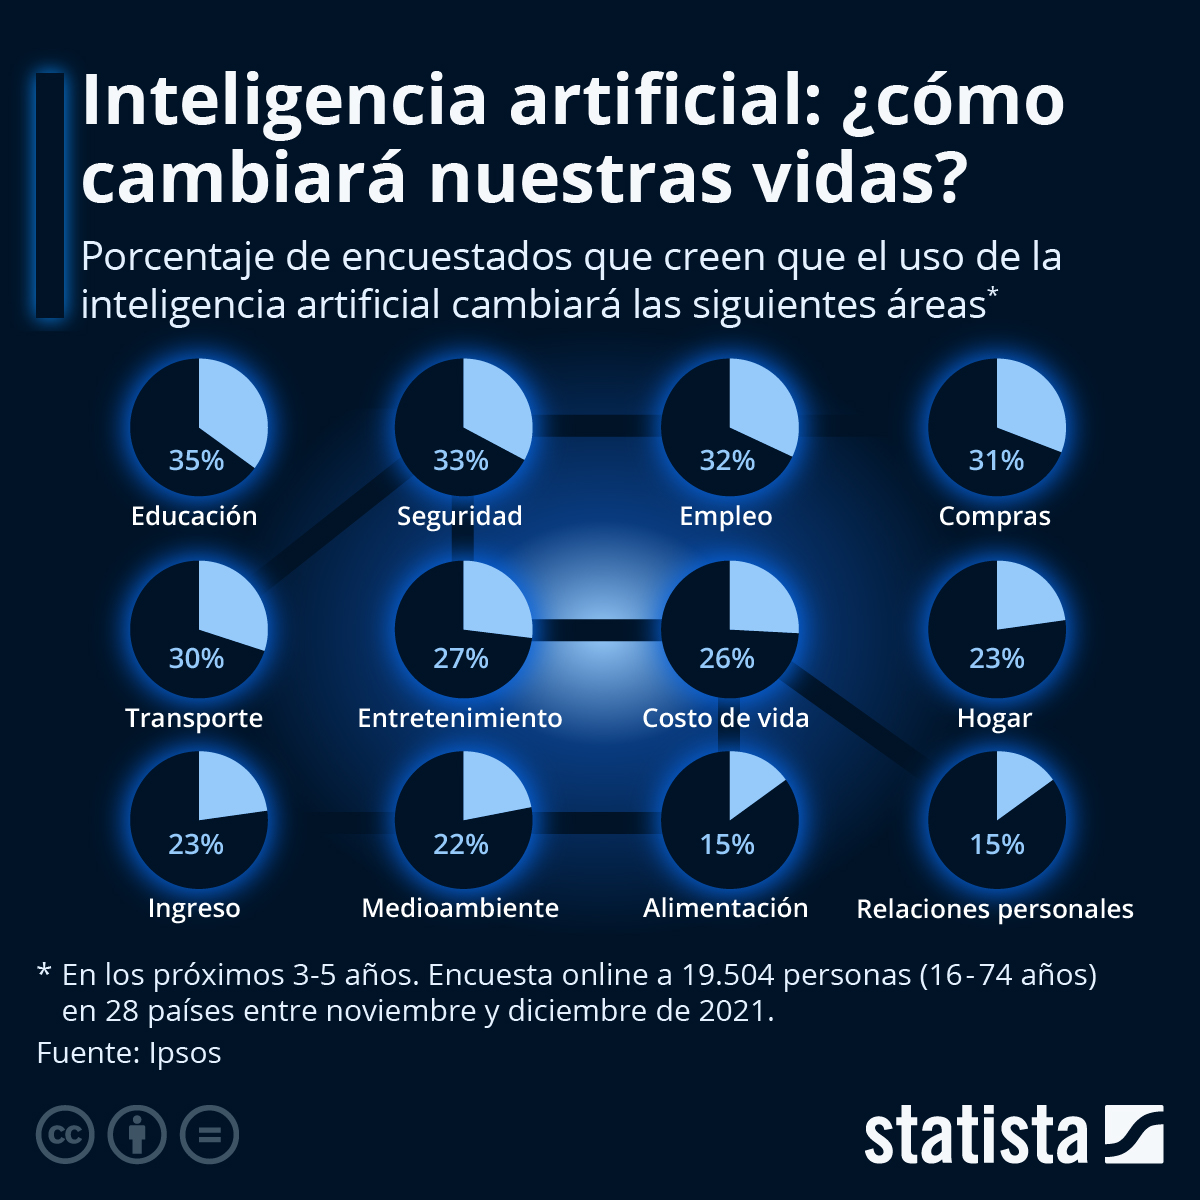 Inteligencia artificial: ¿cómo
cambiará nuestras vidas?
Porcentaje de encuestados que creen que el uso de la
inteligencia artificial cambiará las siguientes áreas*
35%
33%
32%
31%
Educación
Seguridad
Empleo
Compras
30%
27%
26%
23%
Transporte
Entretenimiento
Costo de vida
Hogar
23%
22%
15%
15%
Ingreso
Medioambiente
Alimentación
Relaciones personales
* En los próximos 3-5 años. Encuesta online a 19.504 personas (16-74 años)
en 28 países entre noviembre y diciembre de 2021.
Fuente: Ipsos
cc
statista